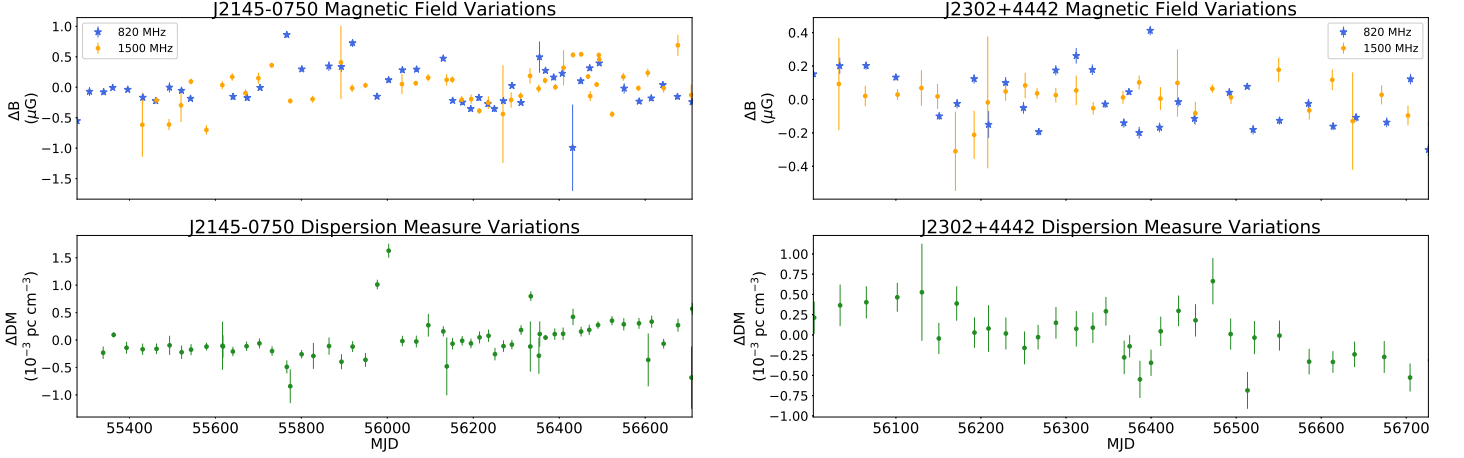 J2145-0750 Magnetic Field Variations
820 MHz
1500 MHz
1.0
0.5
0.0
−0.5
−1.0
−1.5
ΔB
(μG)
J2145-0750 Dispersion Measure Variations
1.5
1.0
0.5
0.0
−0.5
−1.0
ΔDM
(10⁻³ pc cm⁻³)
55400
55600
55800
56000
56200
56400
56600
MJD
J2302+4442 Magnetic Field Variations
820 MHz
1500 MHz
0.4
0.2
0.0
−0.2
−0.4
ΔB
(μG)
J2302+4442 Dispersion Measure Variations
1.00
0.75
0.50
0.25
0.00
−0.25
−0.50
−0.75
−1.00
ΔDM
(10⁻³ pc cm⁻³)
56100
56200
56300
56400
56500
56600
56700
MJD